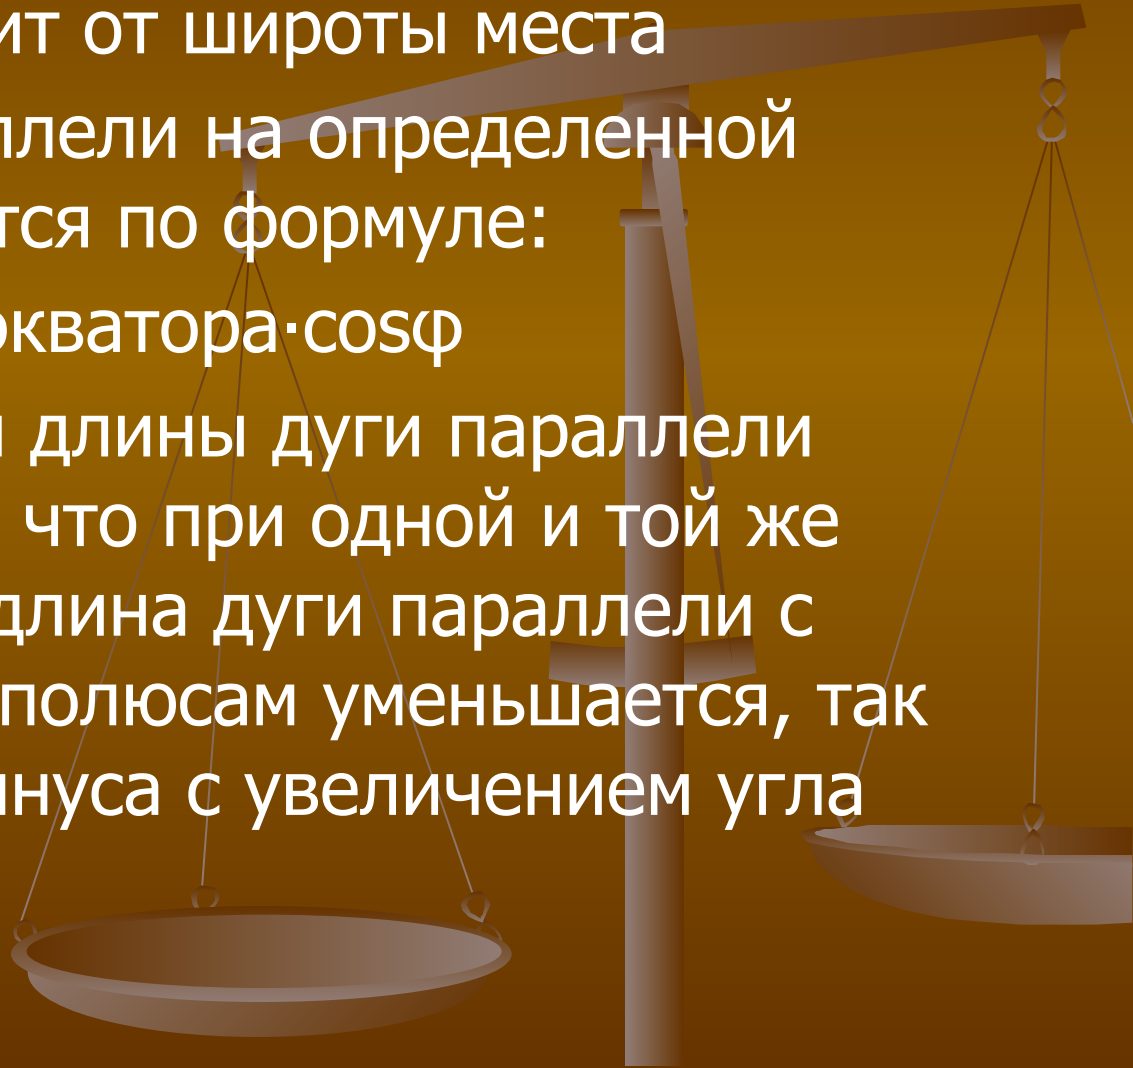 ит от широты места
ллели на определенной
тся по формуле:
экватора·cosφ
и длины дуги параллели
что при одной и той же
длина дуги параллели с
полюсам уменьшается, так
инуса с увеличением угла